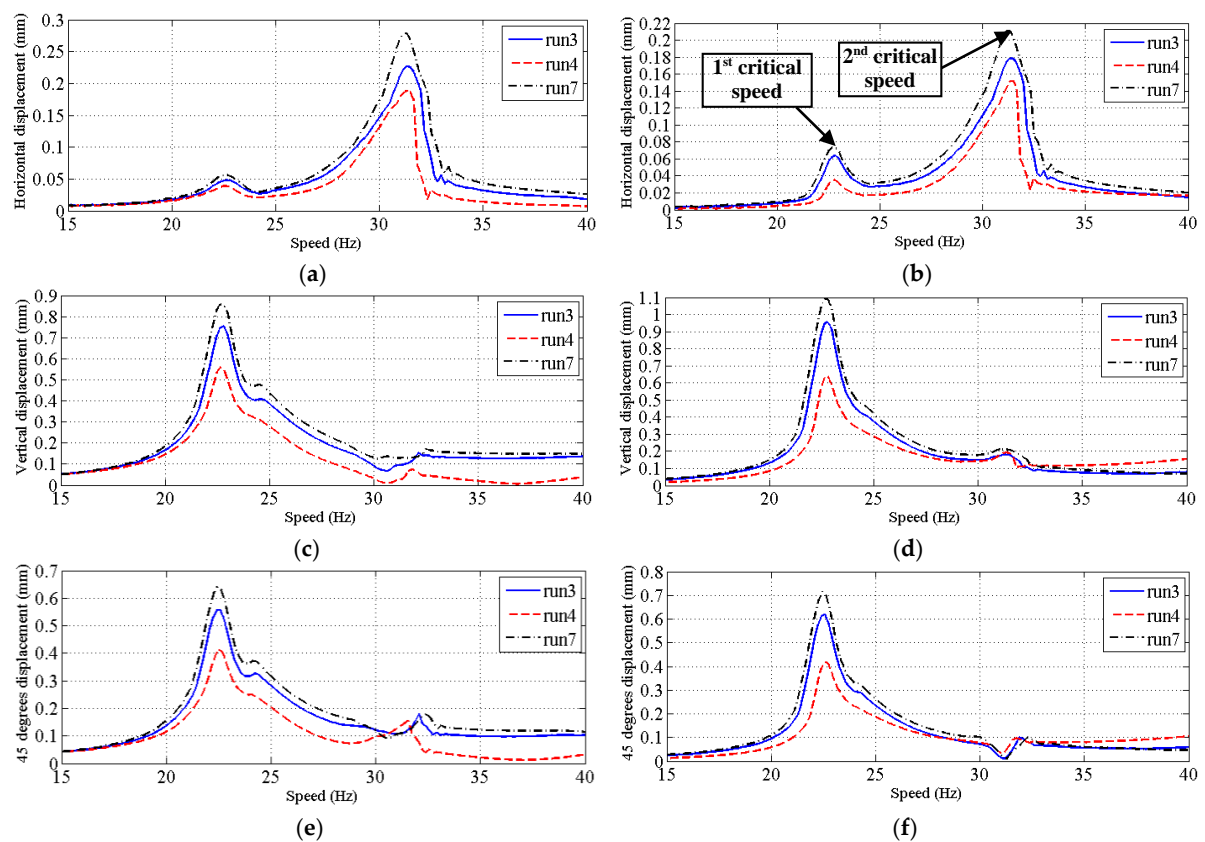 Horizontal displacement (mm)
0.3
0.25
0.2
0.15
0.1
0.05
0
15 20 25 30 35 40
Speed (Hz)
run3
run4
run7
(a)
Horizontal displacement (mm)
0.22
0.18
0.16
0.14
0.12
0.1
0.08
0.06
0.04
0.02
0
15 20 25 30 35 40
Speed (Hz)
1st critical
speed
2nd critical
speed
run3
run4
run7
(b)
Vertical displacement (mm)
0.9
0.8
0.7
0.6
0.5
0.4
0.3
0.2
0.1
0
15 20 25 30 35 40
Speed (Hz)
run3
run4
run7
(c)
Vertical displacement (mm)
1.1
1.0
0.9
0.8
0.7
0.6
0.5
0.4
0.3
0.2
0.1
0
15 20 25 30 35 40
Speed (Hz)
run3
run4
run7
(d)
45 degrees displacement (mm)
0.7
0.6
0.5
0.4
0.3
0.2
0.1
0
15 20 25 30 35 40
Speed (Hz)
run3
run4
run7
(e)
45 degrees displacement (mm)
0.8
0.7
0.6
0.5
0.4
0.3
0.2
0.1
0
15 20 25 30 35 40
Speed (Hz)
run3
run4
run7
(f)